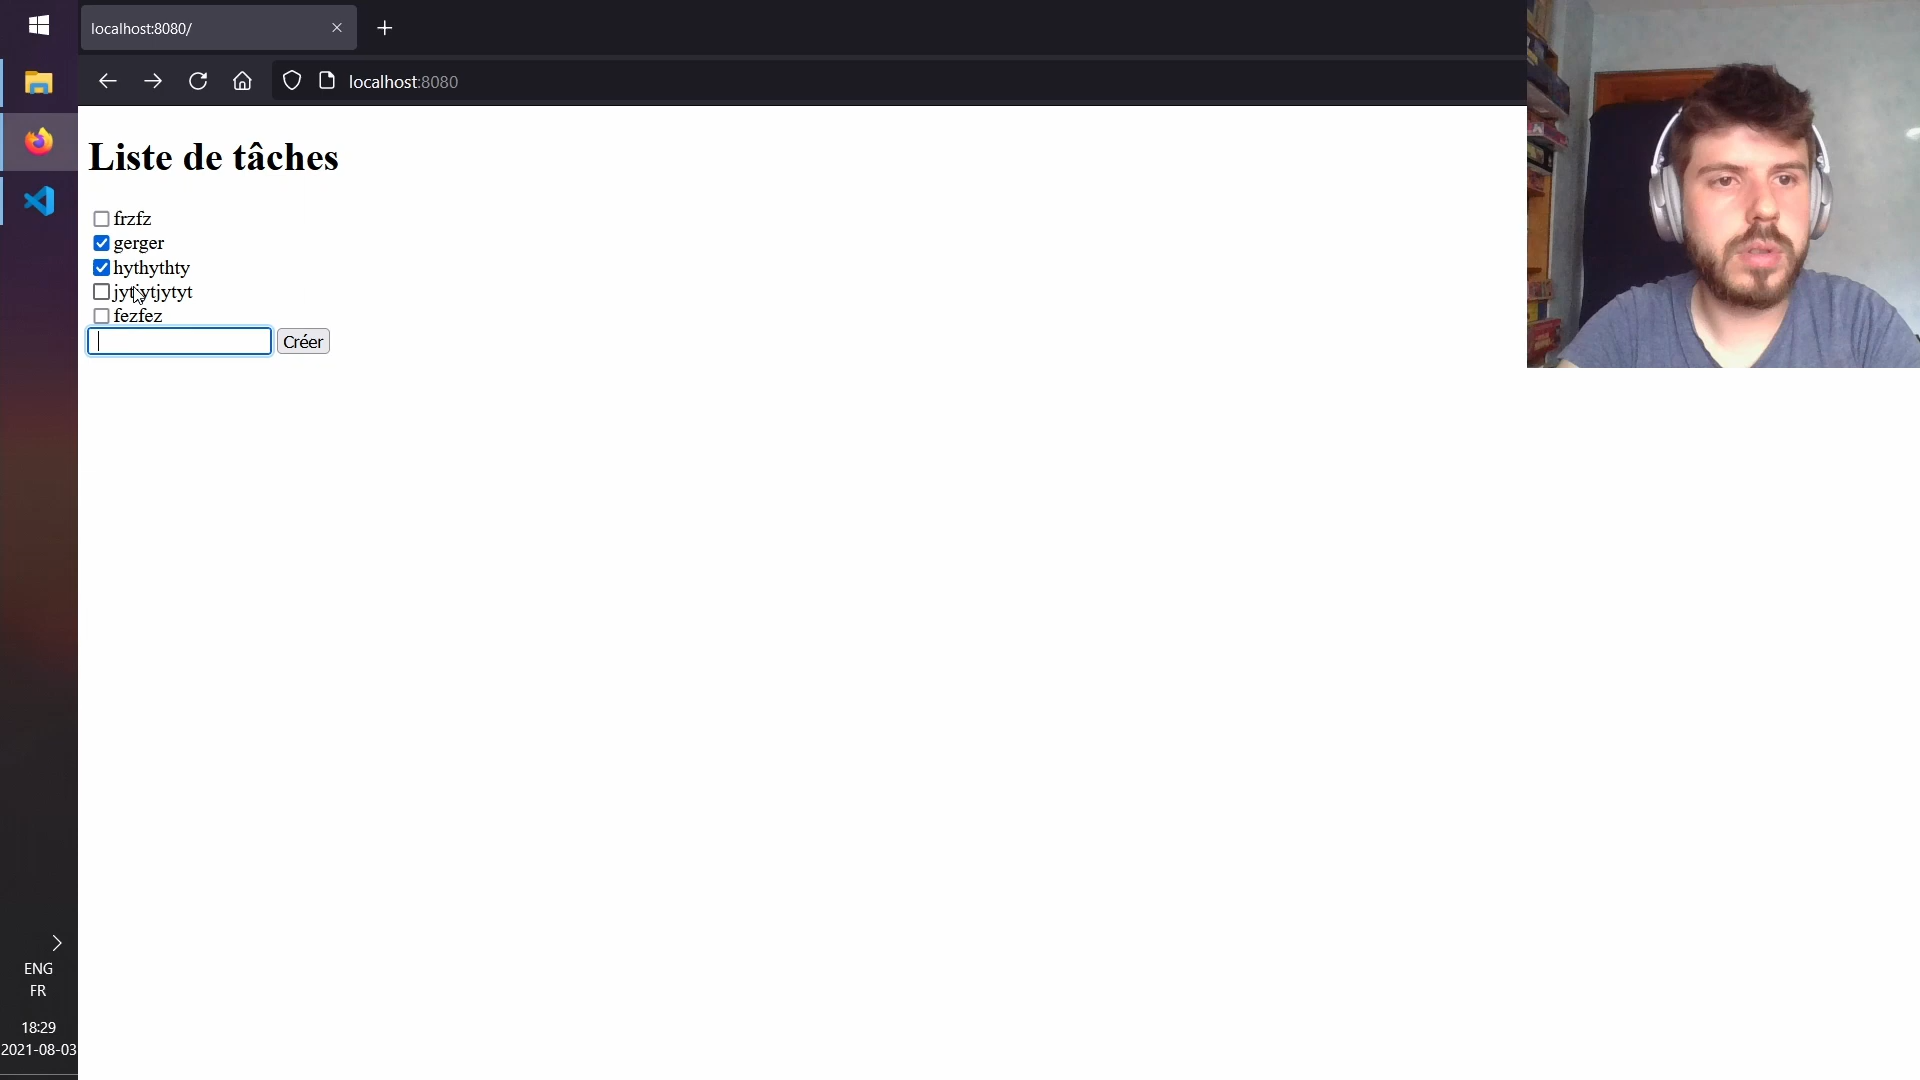 localhost:8080/
localhost:8080
Liste de tâches
frzfz
gerger
hythythty
jytjytjytyt
fezfez
Créer
ENG
FR
18:29
2021-08-03